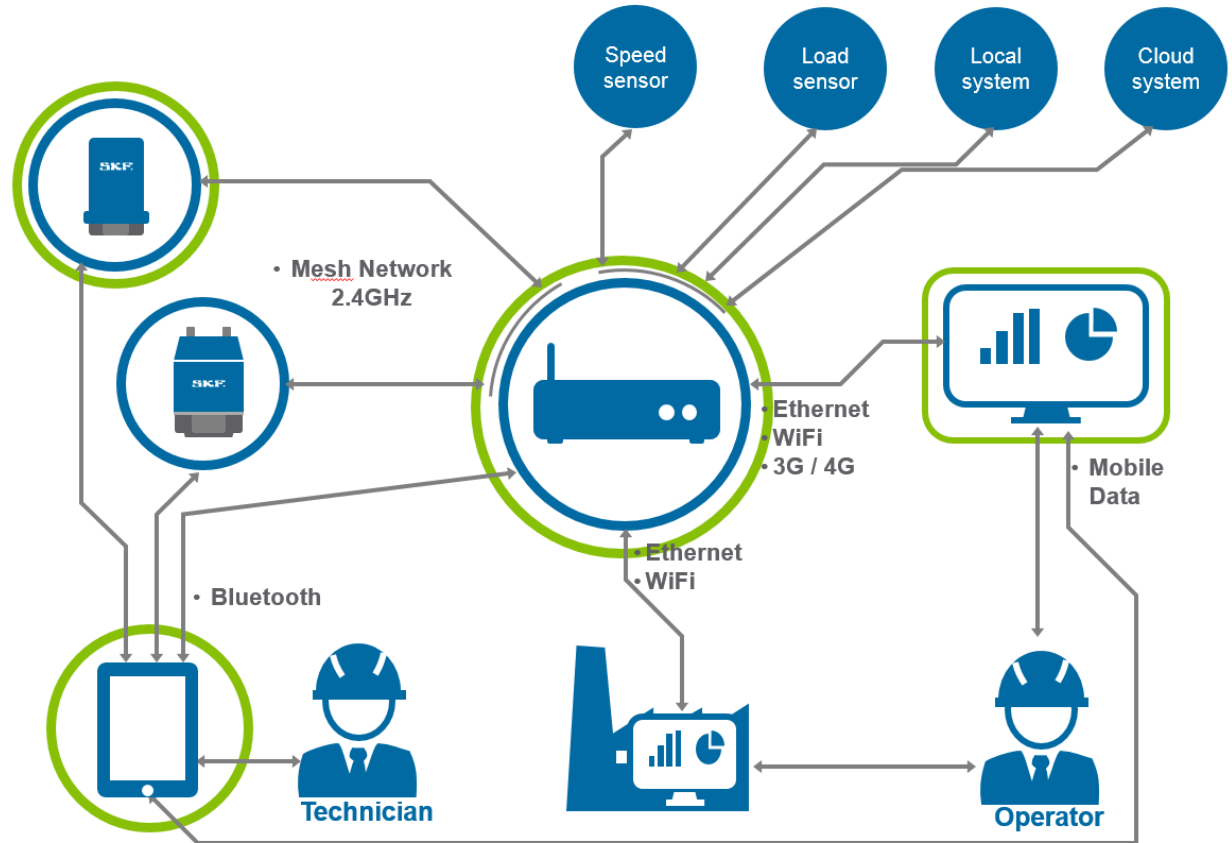 Speed
sensor
Load
sensor
Local
system
Cloud
system
SKF
• Mesh Network
2.4GHz
SKF
• Ethernet
• WiFi
• 3G / 4G
• Mobile
Data
• Ethernet
• WiFi
• Bluetooth
Technician
Operator